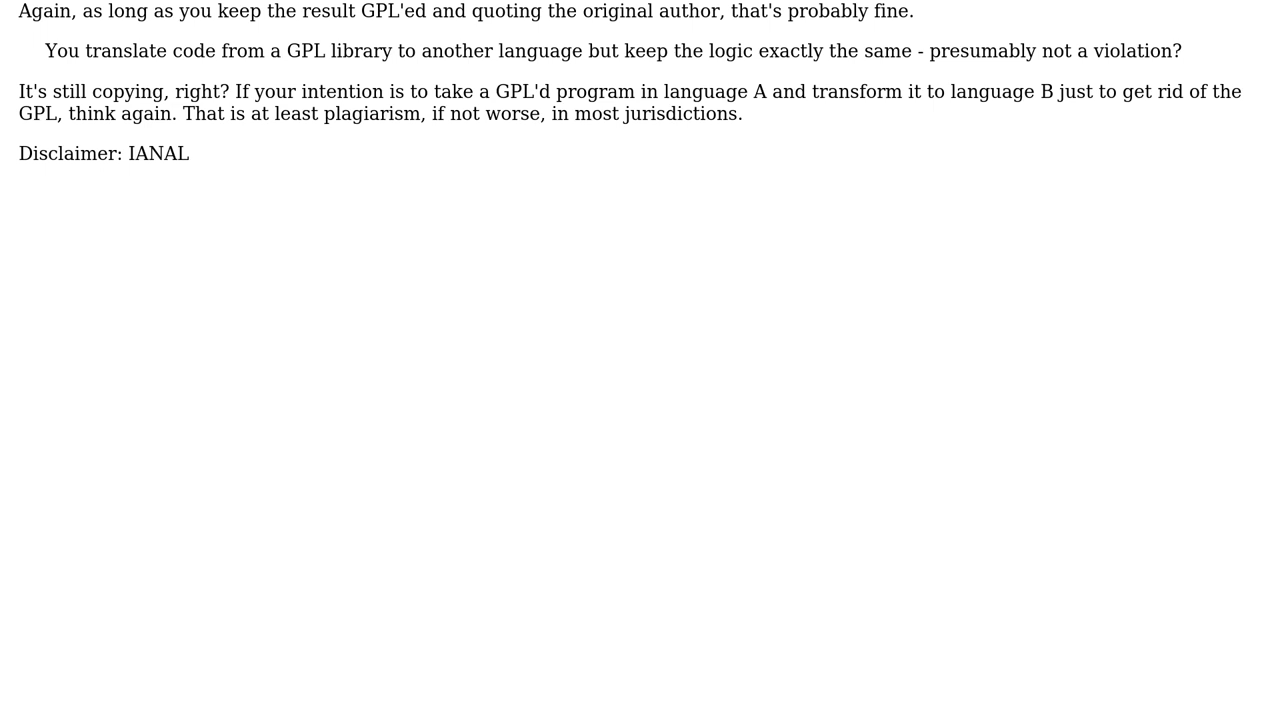 Again, as long as you keep the result GPL'ed and quoting the original author, that's probably fine.
You translate code from a GPL library to another language but keep the logic exactly the same - presumably not a violation?
It's still copying, right? If your intention is to take a GPL'd program in language A and transform it to language B just to get rid of the
GPL, think again. That is at least plagiarism, if not worse, in most jurisdictions.
Disclaimer: IANAL